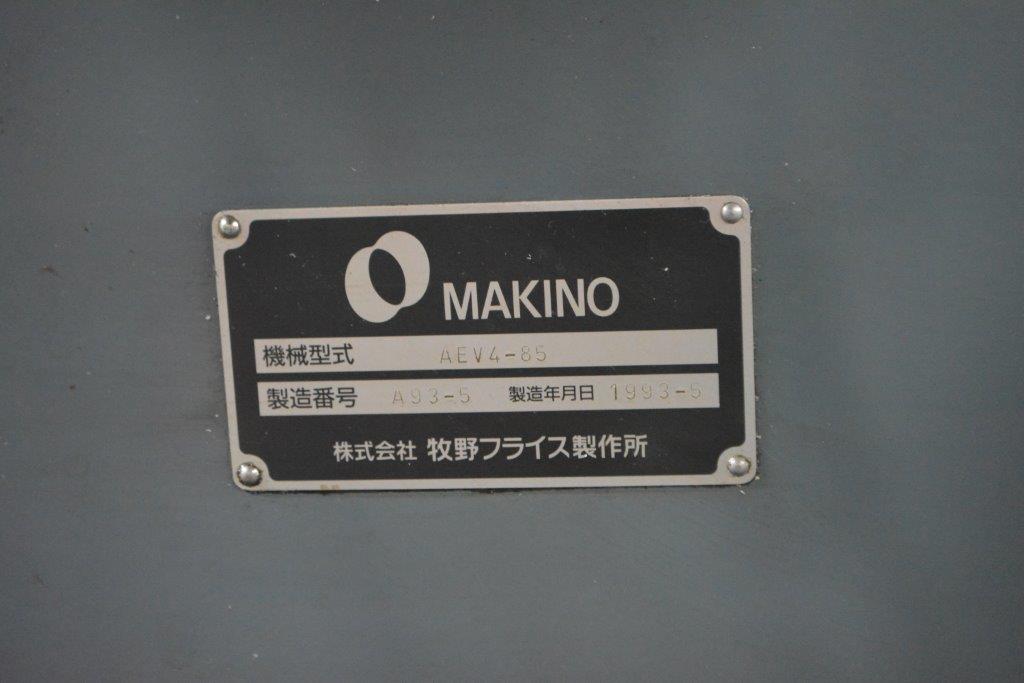 MAKINO
機械型式 AEV4-85
製造番号 A93-5 製造年月日 1993-5
株式会社 牧野フライス製作所